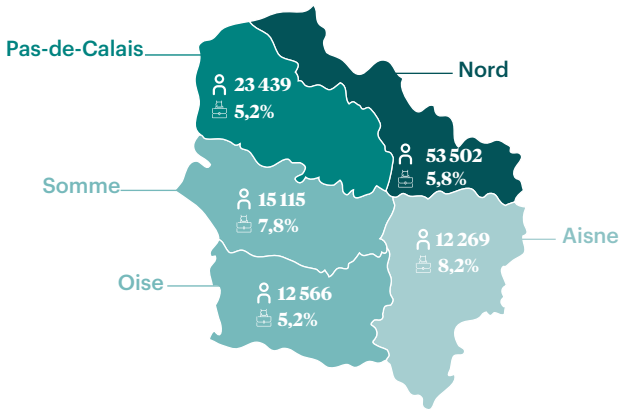 Pas-de-Calais
23 439
5,2%
Nord
53 502
5,8%
Somme
15 115
7,8%
Aisne
12 269
8,2%
Oise
12 566
5,2%